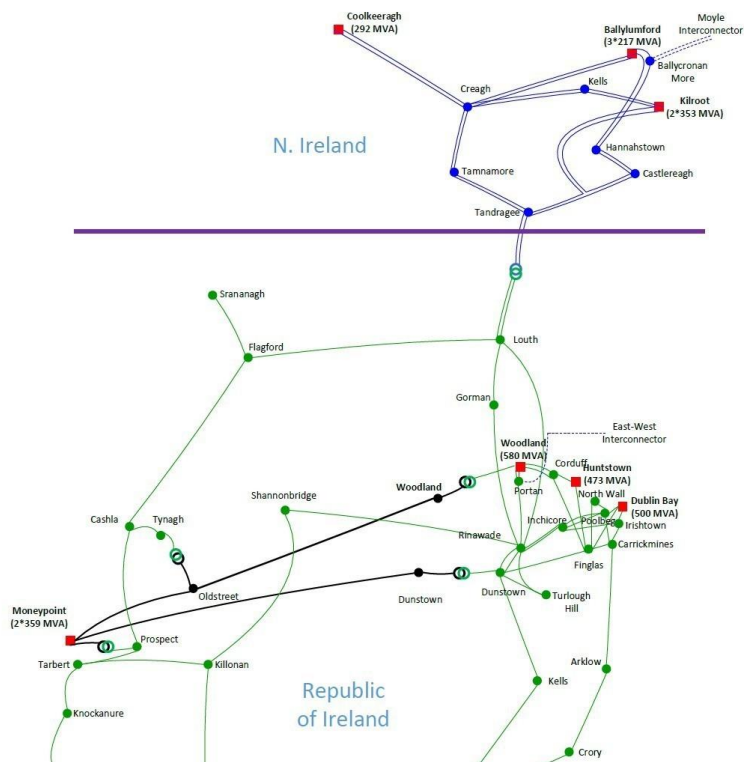 Coolkeeragh
(292 MVA)
Ballylumford
(3*217 MVA)
Moyle
Interconnector
Ballycronan
More
Kells
Creagh
Kilroot
(2*353 MVA)
N. Ireland
Hannahstown
Tamnamore
Castlereagh
Tandragee
Srananagh
Louth
Flagford
Gorman
East-West
Interconnector
Woodland
(580 MVA)
Corduff
Huntstown
(473 MVA)
Woodland
Portan
North Wall
Dublin Bay
(500 MVA)
Shannonbridge
Cashla
Tynagh
Inchicore
Poolbeg
Irishtown
Rinawade
Carrickmines
Finglas
Oldstreet
Dunstown
Dunstown
Turlough
Hill
Moneypoint
(2*359 MVA)
Prospect
Tarbert
Killonan
Arklow
Republic
of Ireland
Kells
Knockanure
Crory